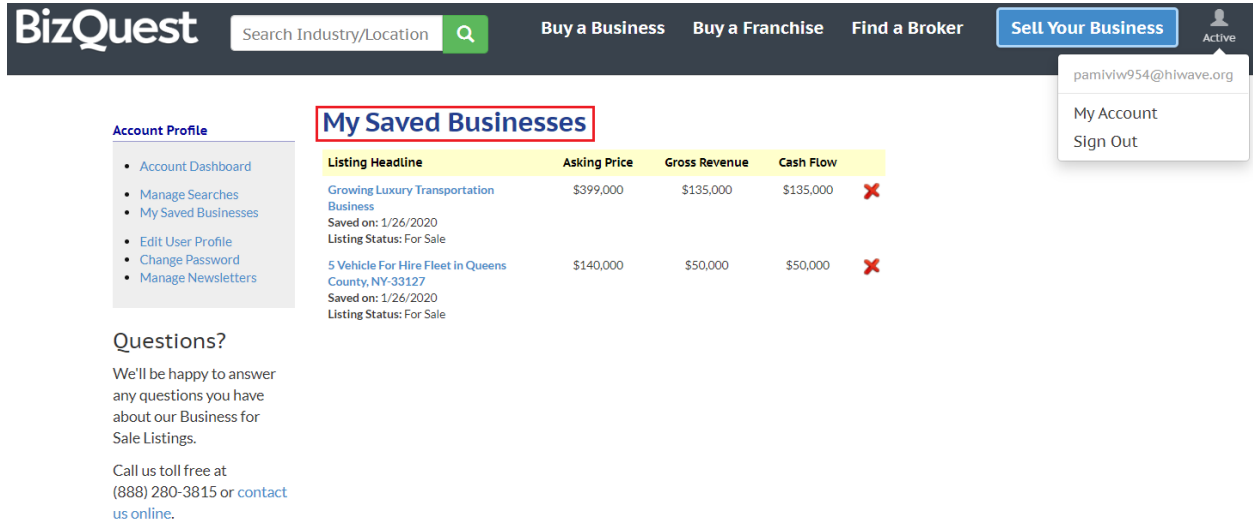 BizQuest
Search Industry/Location
Buy a Business
Buy a Franchise
Find a Broker
Sell Your Business
Active
pamiviw954@hiwave.org
My Account
Sign Out
Account Profile
Account Dashboard
Manage Searches
My Saved Businesses
Edit User Profile
Change Password
Manage Newsletters
Questions?
We'll be happy to answer
any questions you have
about our Business for
Sale Listings.
Call us toll free at
(888) 280-3815 or contact
us online.
My Saved Businesses
Listing Headline Asking Price Gross Revenue Cash Flow
Growing Luxury Transportation $399,000 $135,000 $135,000
Business
Saved on: 1/26/2020
Listing Status: For Sale
5 Vehicle For Hire Fleet in Queens $140,000 $50,000 $50,000
County, NY-33127
Saved on: 1/26/2020
Listing Status: For Sale